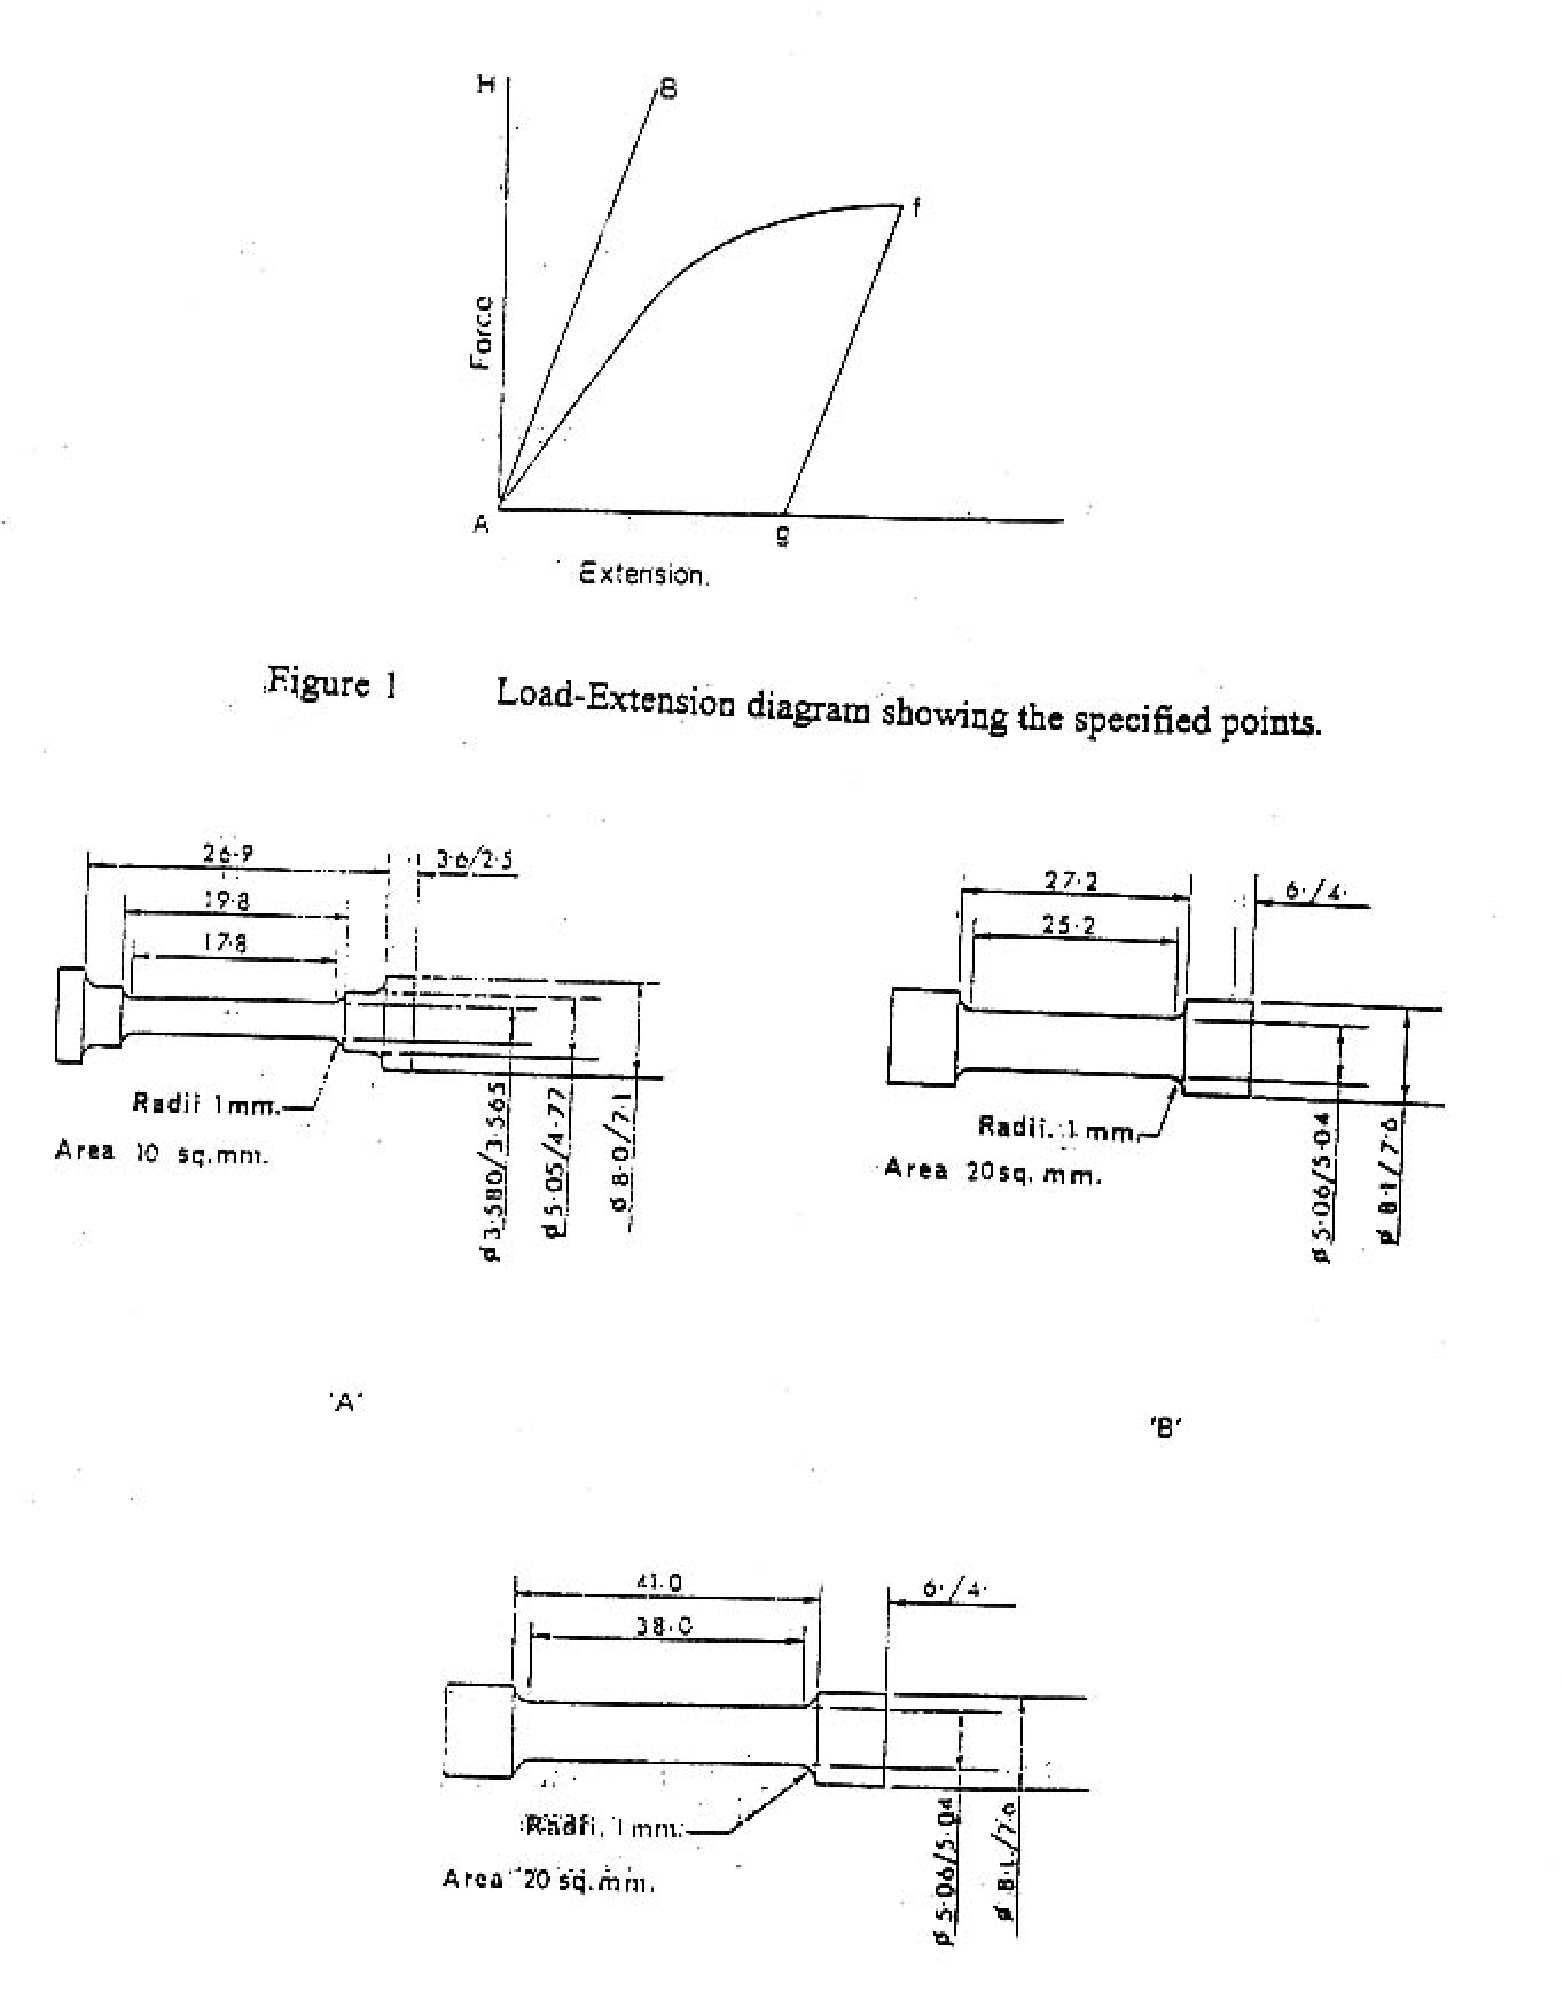 H
B
f
Force
A
g
Extension.
Figure 1 Load-Extension diagram showing the specified points.
26·9
3·6/2·5
19·8
17·8
Radii 1mm.
Area 10 sq.mm.
ø 3·580/3·565
ø 5·05/4·77
ø 8·0/7·1
27·2
6·/4·
25·2
Radii. 1 mm.
Area 20sq. mm.
ø 5·06/5·04
ø 8·1/7·6
'A'
'B'
41·0
6·/4·
38·0
Radii, 1 mm.
Area 20 sq. mm.
ø 5·06/5·04
ø 8·1/7·6